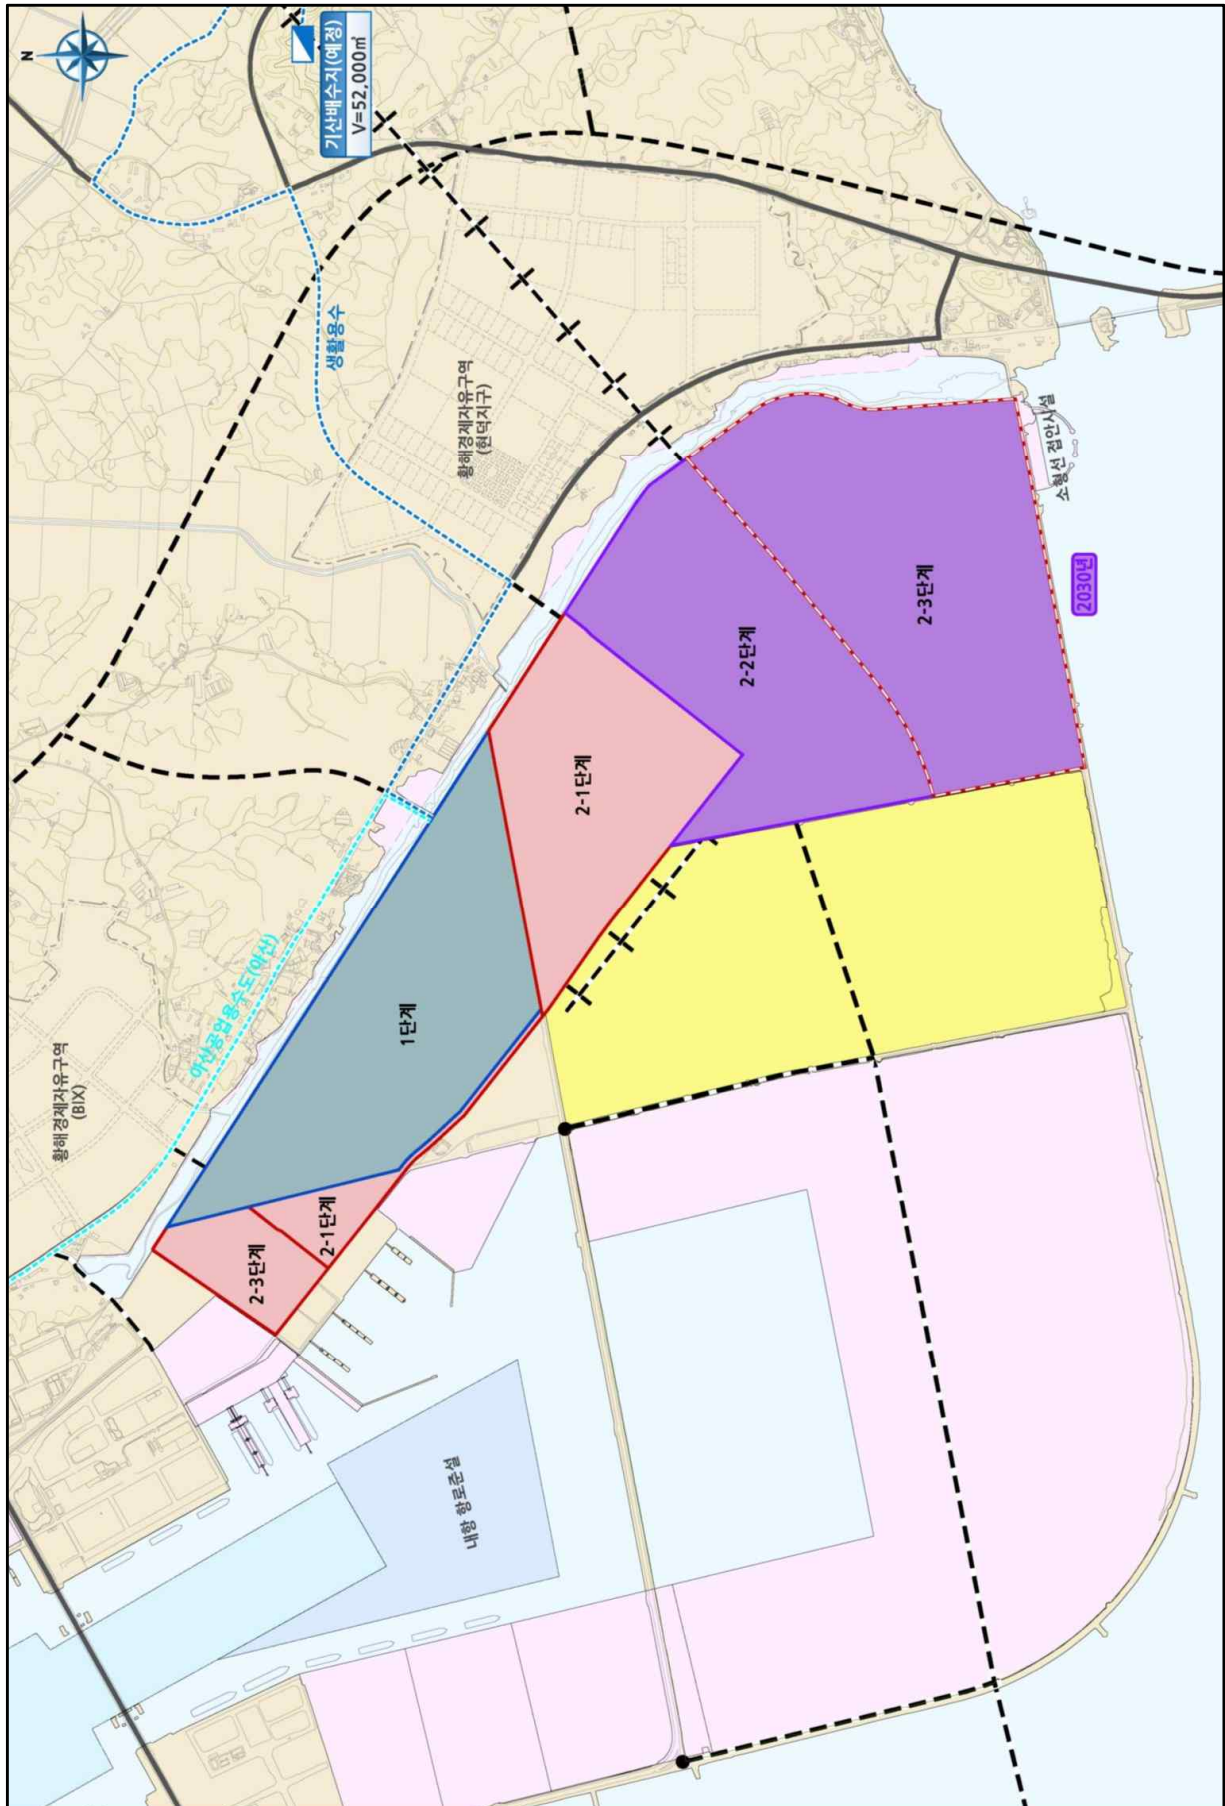 N
기산배수지(예정)
V=52,000㎥
생활용수
황해경제자유구역
(현덕지구)
아산공업용수도(아산)
황해경제자유구역
(BIX)
1단계
2-1단계
2-2단계
2-3단계
2030년
소형선 접안시설
2-1단계
2-3단계
내항 항로준설